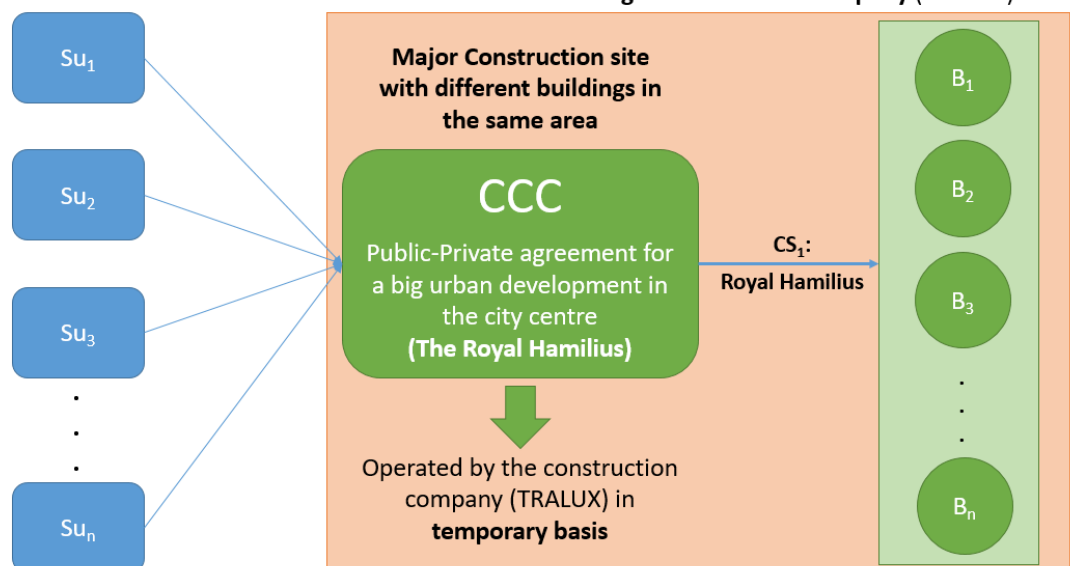 Su1
Su2
Su3
.
.
.
Sun
Major Construction site
with different buildings in
the same area
CCC
Public-Private agreement for
a big urban development in
the city centre
(The Royal Hamilius)
Operated by the construction
company (TRALUX) in
temporary basis
CS1:
Royal Hamilius
B1
B2
B3
.
.
.
Bn